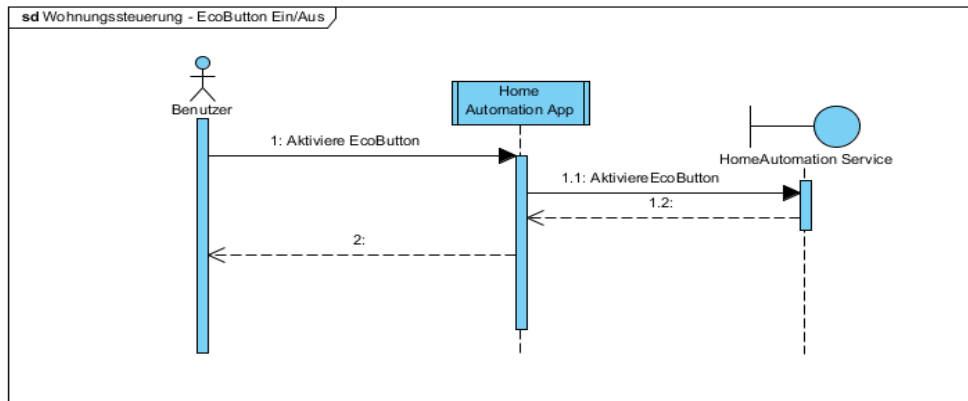 sd Wohnungssteuerung - EcoButton Ein/Aus
Benutzer
Home
Automation App
HomeAutomation Service
1: Aktiviere EcoButton
1.1: AktiviereEcoButton
1.2:
2: